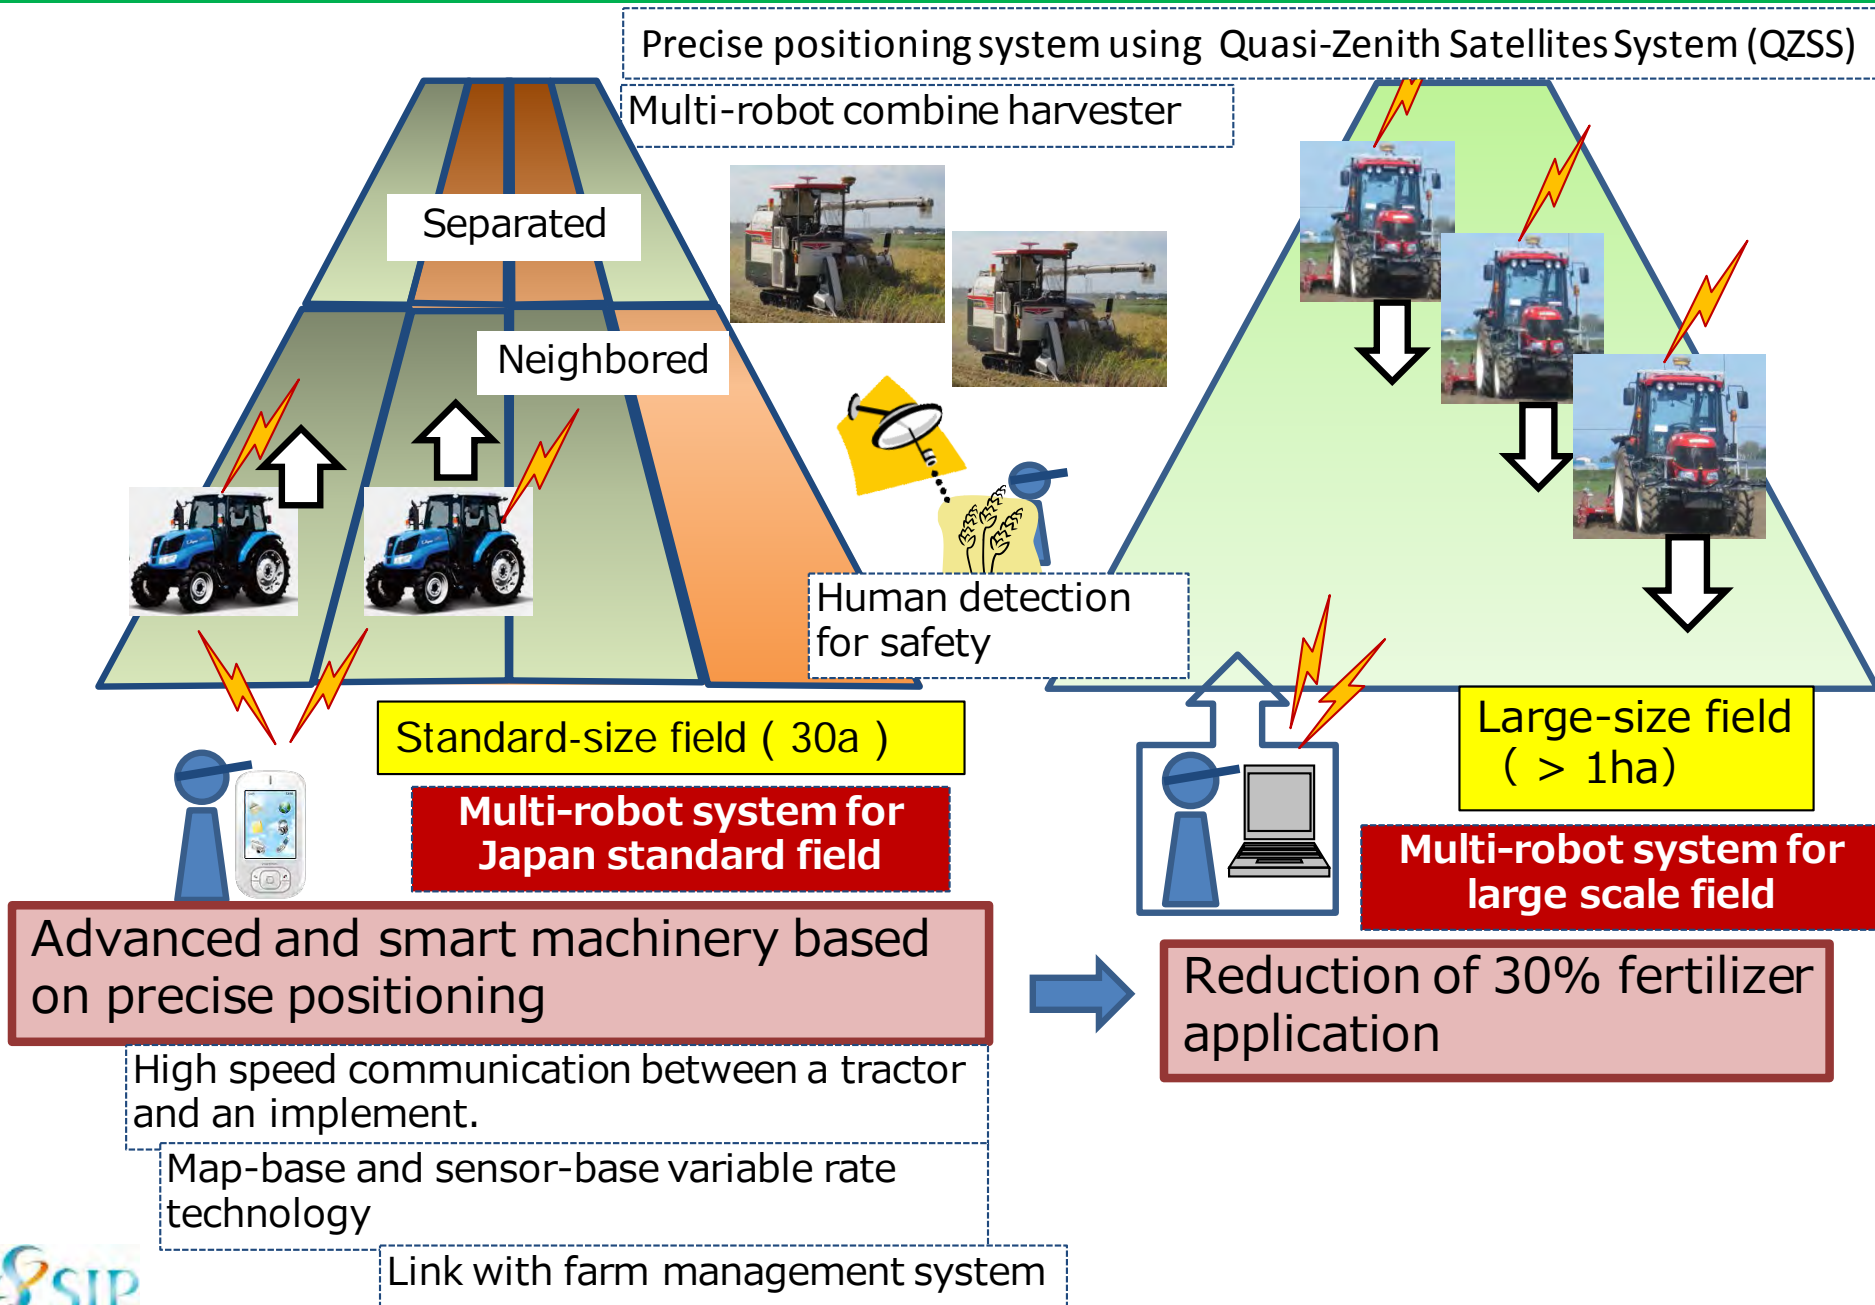 Precise positioning system using Quasi-Zenith Satellites System (QZSS)
Multi-robot combine harvester
Separated
Neighbored
Human detection
for safety
Standard-size field ( 30a )
Large-size field
( > 1ha)
Multi-robot system for
Japan standard field
Multi-robot system for
large scale field
Advanced and smart machinery based
on precise positioning
Reduction of 30% fertilizer
application
High speed communication between a tractor
and an implement.
Map-base and sensor-base variable rate
technology
Link with farm management system
SIP